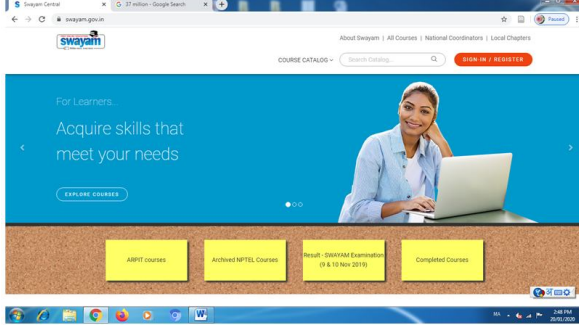 Swayam Central
37 million - Google Search
swayam.gov.in
Paused
swayam
About Swayam | All Courses | National Coordinators | Local Chapters
COURSE CATALOG
Search Catalog...
SIGN-IN / REGISTER
For Learners...
Acquire skills that
meet your needs
EXPLORE COURSES
ARPIT courses
Archived NPTEL Courses
Result - SWAYAM Examination
(9 & 10 Nov 2019)
Completed Courses
अ
MA
2:48 PM
20/01/2020